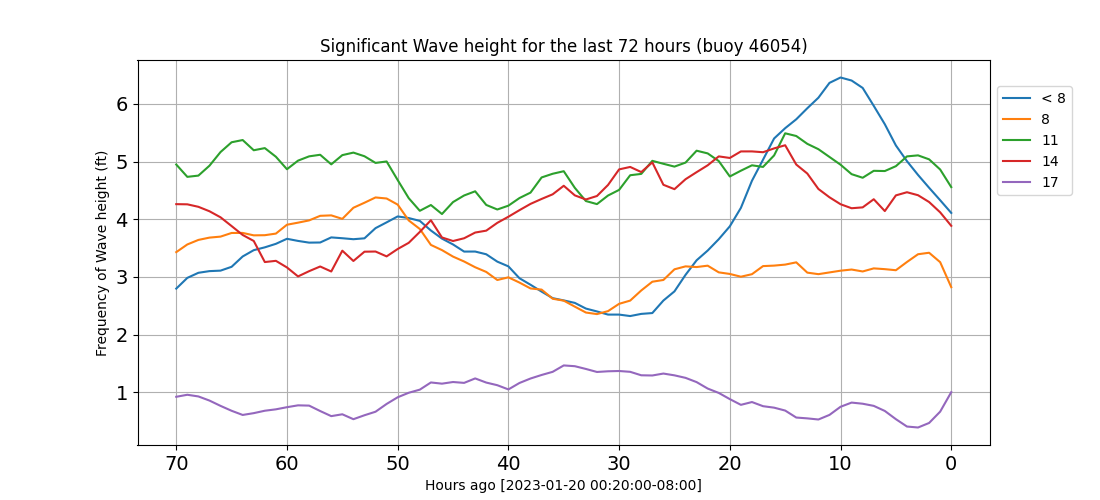 Significant Wave height for the last 72 hours (buoy 46054)
Frequency of Wave height (ft)
6
5
4
3
2
1
70 60 50 40 30 20 10 0
Hours ago [2023-01-20 00:20:00-08:00]
< 8
8
11
14
17